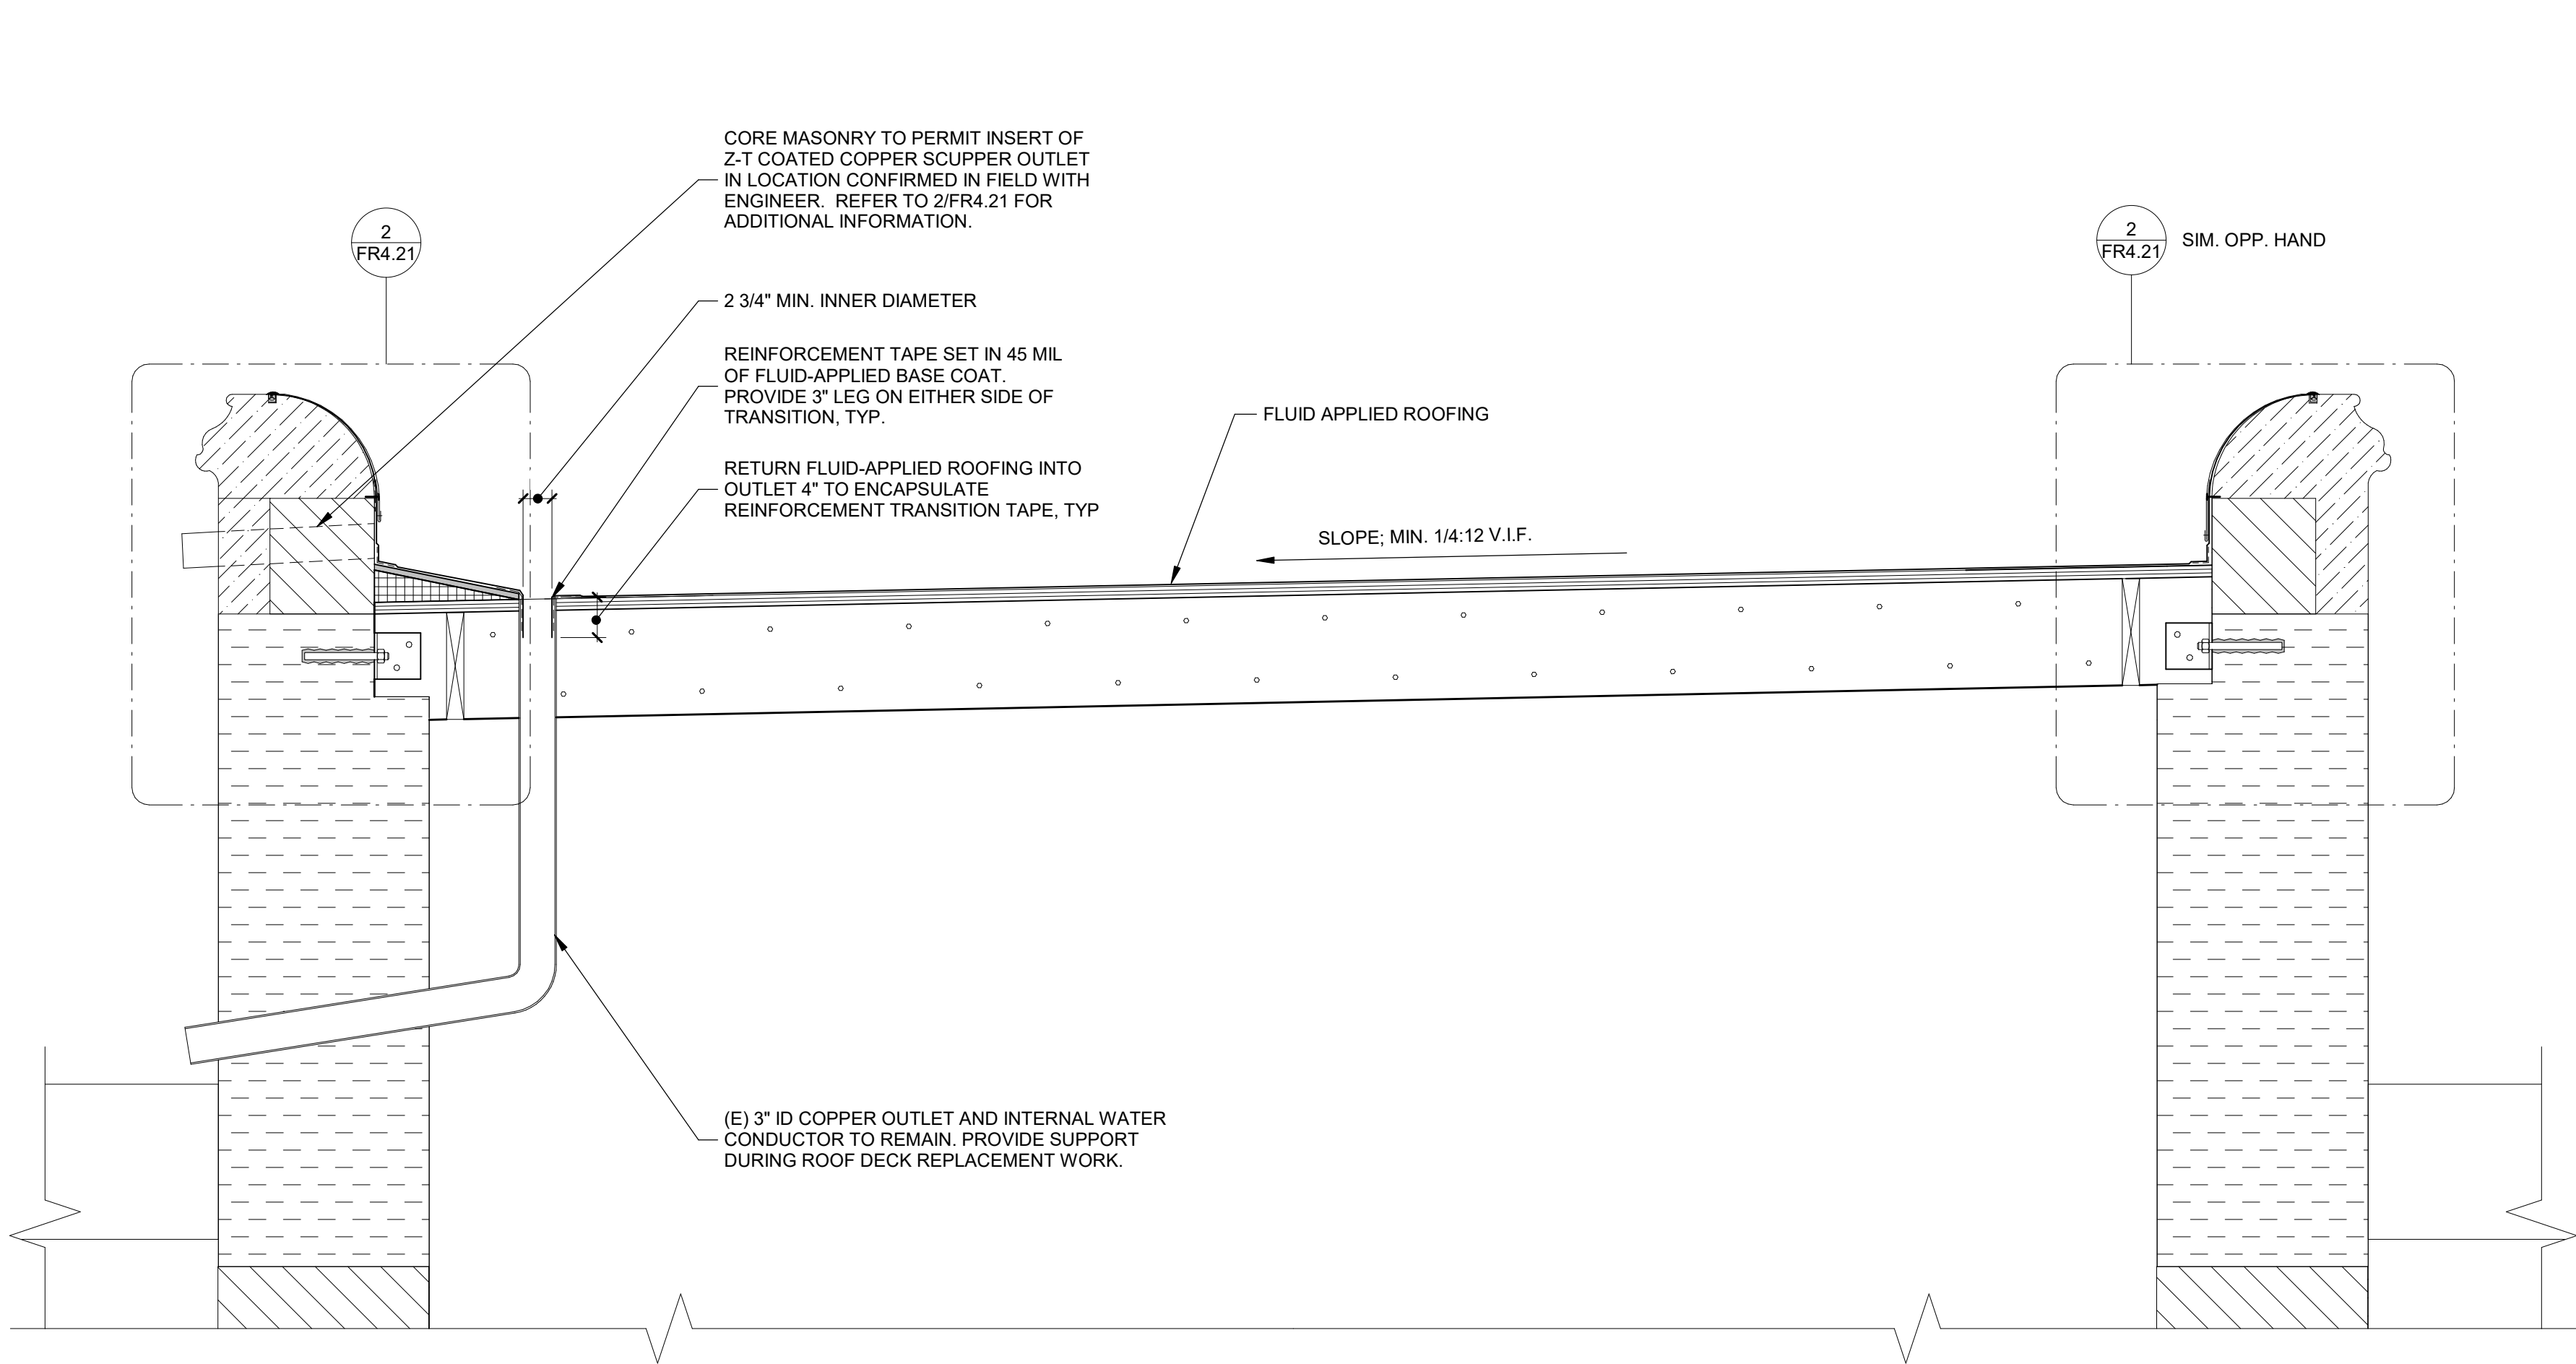 CORE MASONRY TO PERMIT INSERT OF
Z-T COATED COPPER SCUPPER OUTLET
IN LOCATION CONFIRMED IN FIELD WITH
ENGINEER.  REFER TO 2/FR4.21 FOR
ADDITIONAL INFORMATION.
2
FR4.21
2
FR4.21
SIM. OPP. HAND
2 3/4" MIN. INNER DIAMETER
REINFORCEMENT TAPE SET IN 45 MIL
OF FLUID-APPLIED BASE COAT.
PROVIDE 3" LEG ON EITHER SIDE OF
TRANSITION, TYP.
FLUID APPLIED ROOFING
RETURN FLUID-APPLIED ROOFING INTO
OUTLET 4" TO ENCAPSULATE
REINFORCEMENT TRANSITION TAPE, TYP
SLOPE; MIN. 1/4:12 V.I.F.
(E) 3" ID COPPER OUTLET AND INTERNAL WATER
CONDUCTOR TO REMAIN. PROVIDE SUPPORT
DURING ROOF DECK REPLACEMENT WORK.